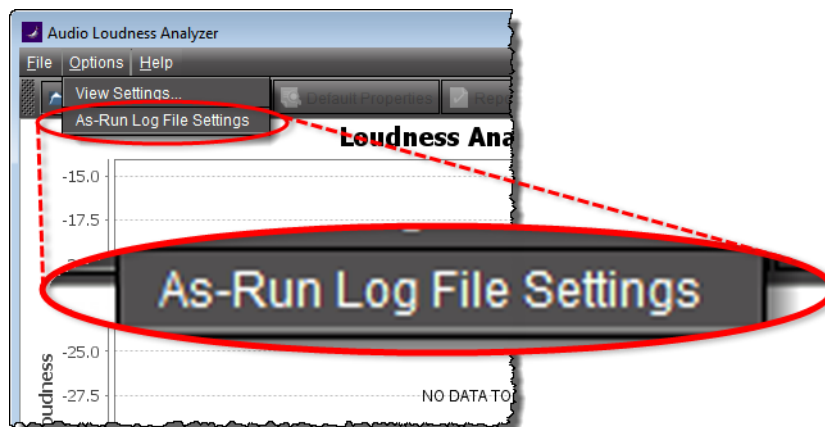 Audio Loudness Analyzer
File Options Help
View Settings...
Default Properties
As-Run Log File Settings
Loudness Ana
-15.0
-17.5
As-Run Log File Settings
-25.0
oudness
-27.5
NO DATA TO